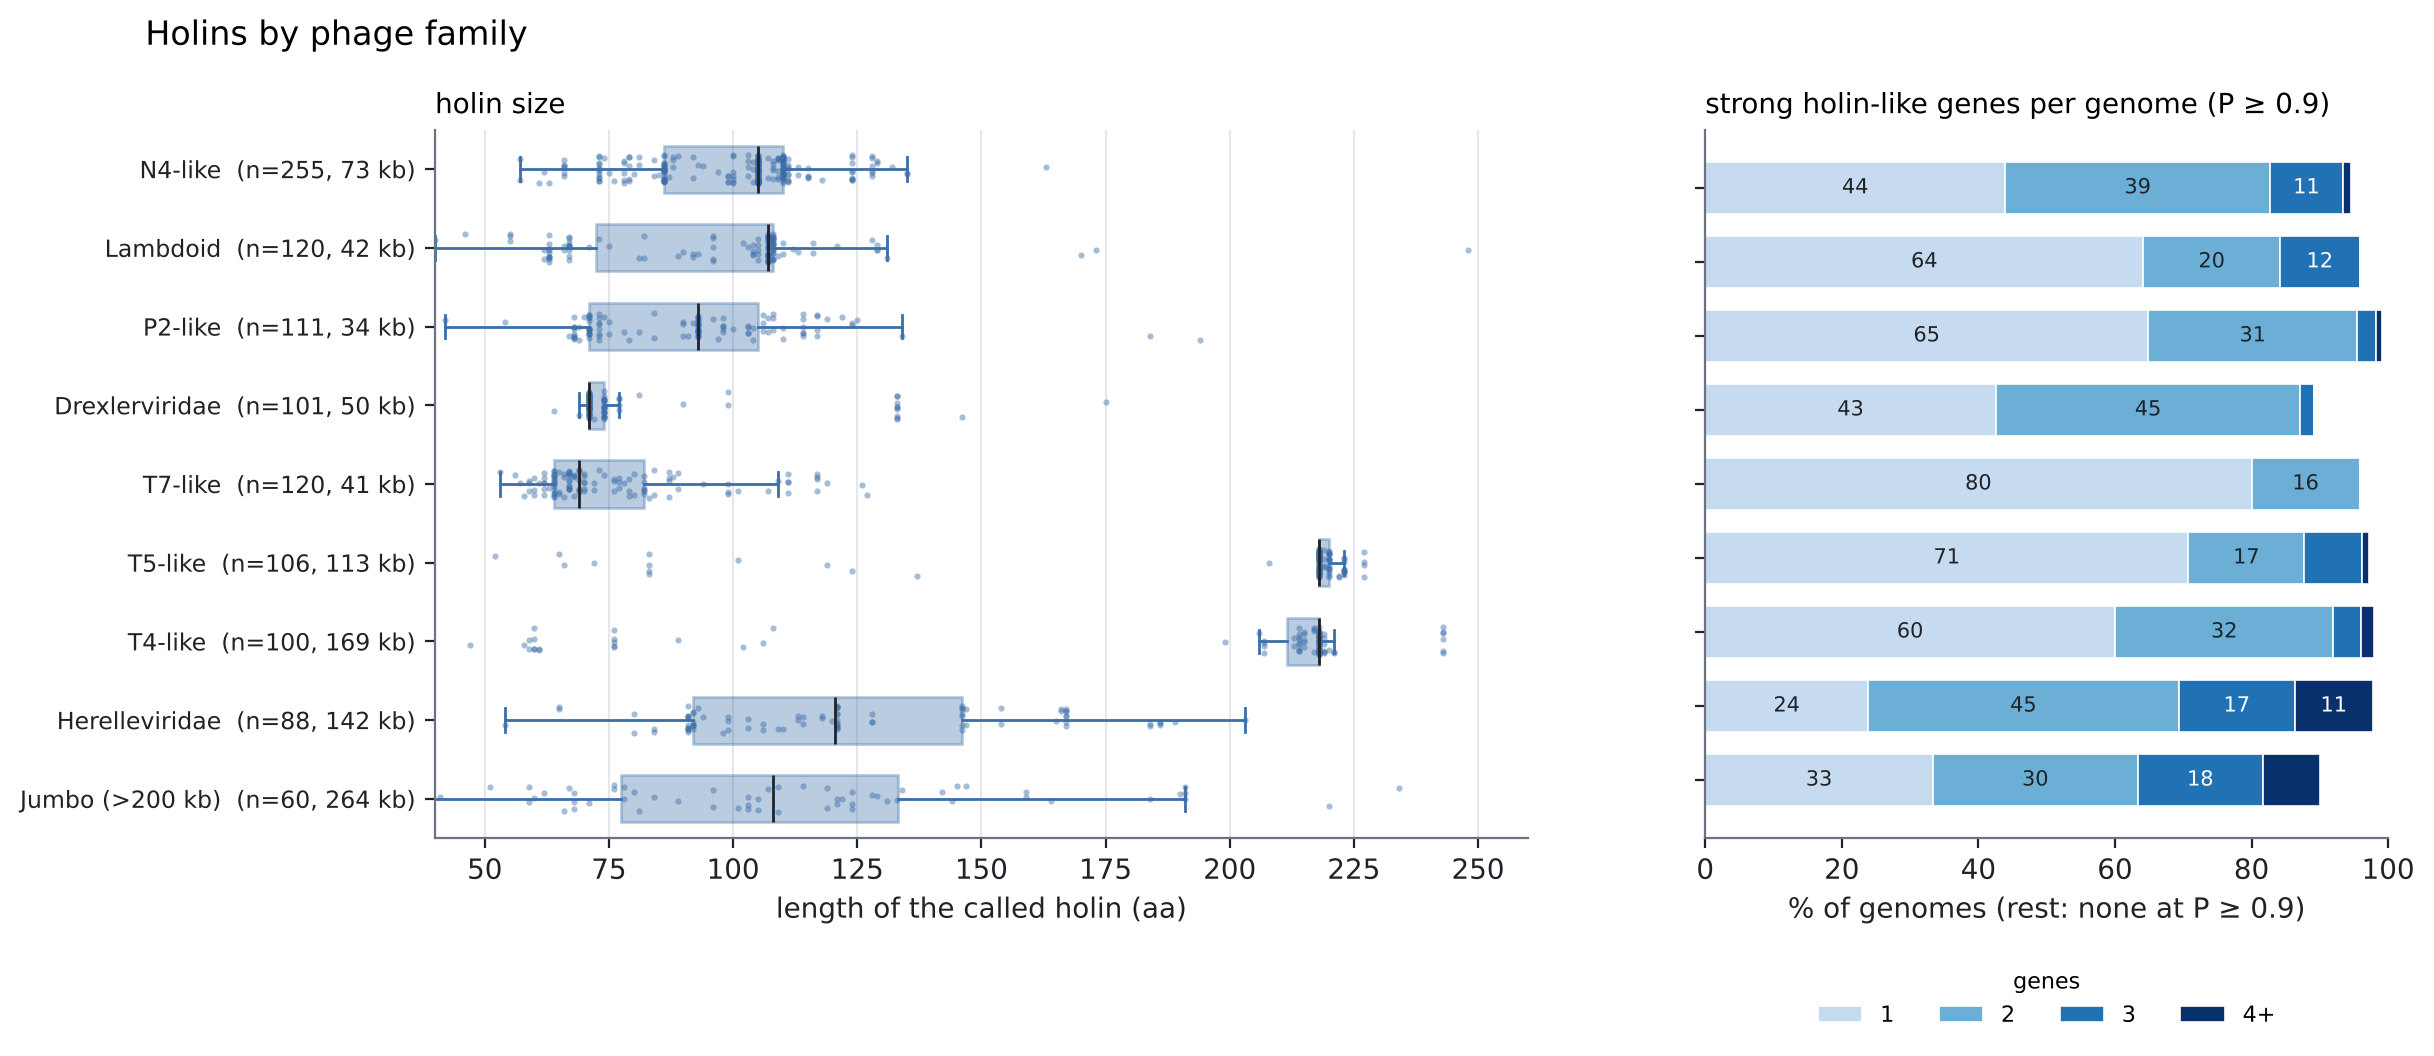 Holins by phage family
holin size
N4-like  (n=255, 73 kb)
Lambdoid  (n=120, 42 kb)
P2-like  (n=111, 34 kb)
Drexlerviridae  (n=101, 50 kb)
T7-like  (n=120, 41 kb)
T5-like  (n=106, 113 kb)
T4-like  (n=100, 169 kb)
Herelleviridae  (n=88, 142 kb)
Jumbo (>200 kb)  (n=60, 264 kb)
50 75 100 125 150 175 200 225 250
length of the called holin (aa)
strong holin-like genes per genome (P ≥ 0.9)
44 39 11
64 20 12
65 31
43 45
80 16
71 17
60 32
24 45 17 11
33 30 18
0 20 40 60 80 100
% of genomes (rest: none at P ≥ 0.9)
genes
1 2 3 4+